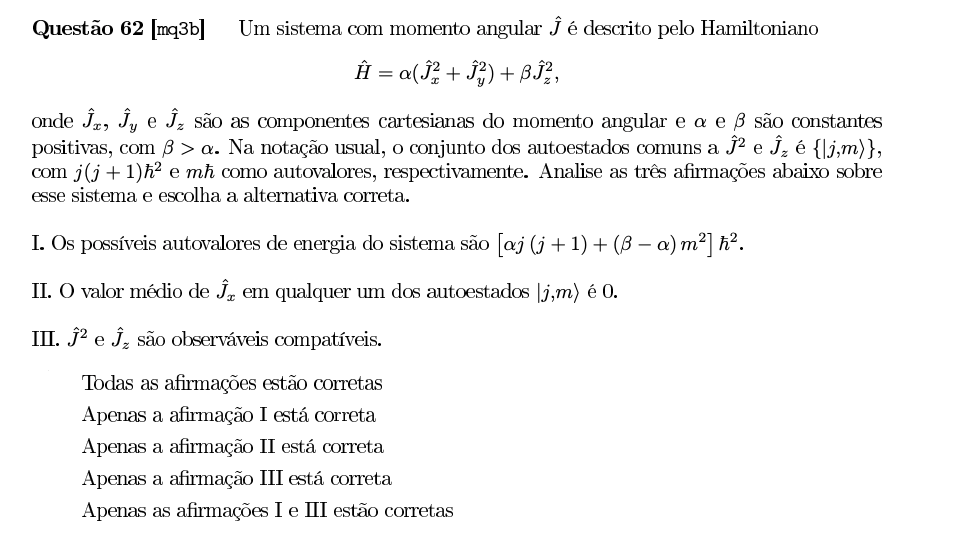 Questão 62 [mq3b] Um sistema com momento angular $\hat{J}$ é descrito pelo Hamiltoniano
$\hat{H} = \alpha(\hat{J}_x^2 + \hat{J}_y^2) + \beta\hat{J}_z^2,$
onde $\hat{J}_x$, $\hat{J}_y$ e $\hat{J}_z$ são as componentes cartesianas do momento angular e $\alpha$ e $\beta$ são constantes
positivas, com $\beta > \alpha$. Na notação usual, o conjunto dos autoestados comuns a $\hat{J}^2$ e $\hat{J}_z$ é $\{|j,m\rangle\}$,
com $j(j+1)\hbar^2$ e $m\hbar$ como autovalores, respectivamente. Analise as três afirmações abaixo sobre
esse sistema e escolha a alternativa correta.
I. Os possíveis autovalores de energia do sistema são $[\alpha j(j+1) + (\beta - \alpha)m^2]\hbar^2$.
II. O valor médio de $\hat{J}_x$ em qualquer um dos autoestados $|j,m\rangle$ é 0.
III. $\hat{J}^2$ e $\hat{J}_z$ são observáveis compatíveis.
Todas as afirmações estão corretas
Apenas a afirmação I está correta
Apenas a afirmação II está correta
Apenas a afirmação III está correta
Apenas as afirmações I e III estão corretas